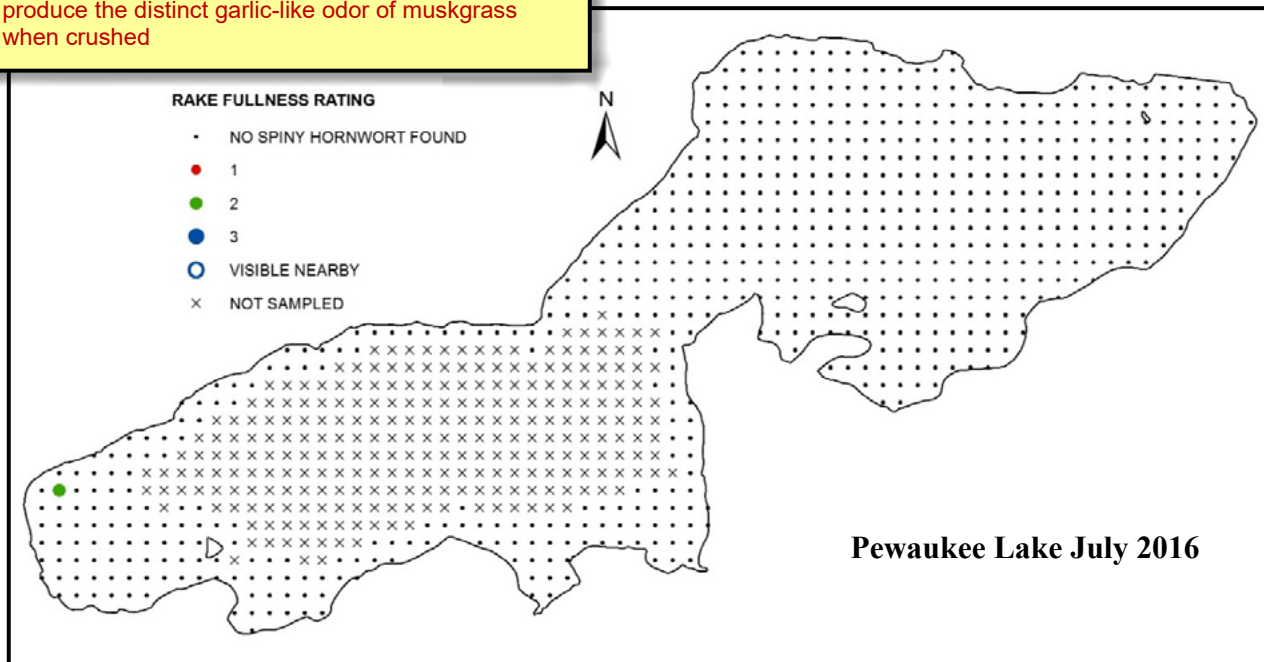 produce the distinct garlic-like odor of muskgrass
when crushed
RAKE FULLNESS RATING
NO SPINY HORNWORT FOUND
1
2
3
VISIBLE NEARBY
NOT SAMPLED
N
Pewaukee Lake July 2016